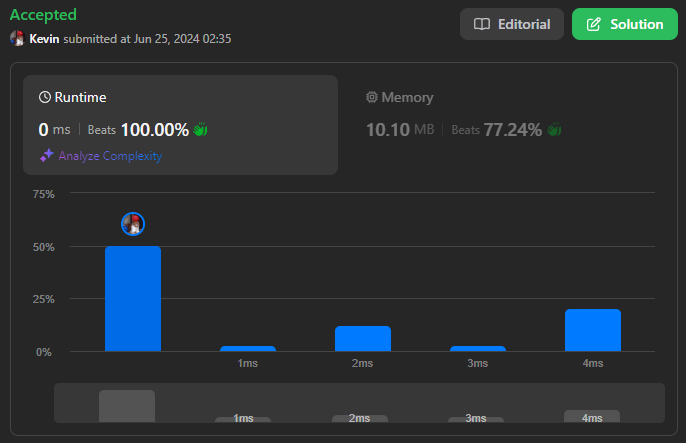 Accepted
Editorial
Solution
Kevin submitted at Jun 25, 2024 02:35
Runtime
0 ms | Beats 100.00%
Analyze Complexity
Memory
10.10 MB | Beats 77.24%
75%
50%
25%
0%
1ms 2ms 3ms 4ms
1ms 2ms 3ms 4ms